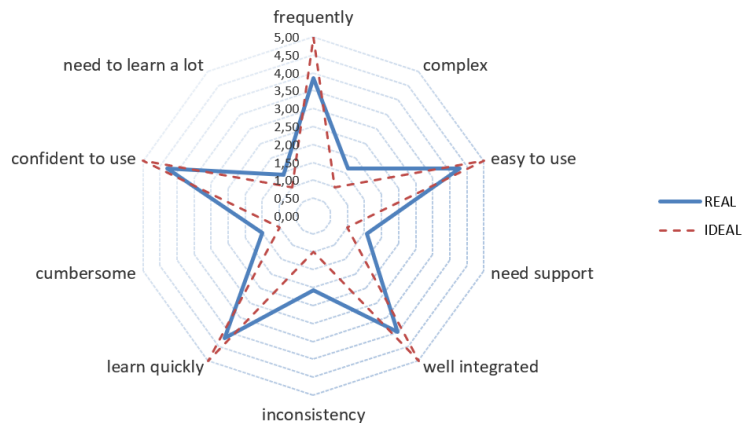 frequently
need to learn a lot
complex
5,00
4,50
4,00
3,50
3,00
2,50
2,00
1,50
1,00
0,50
0,00
confident to use
easy to use
REAL
IDEAL
cumbersome
need support
learn quickly
well integrated
inconsistency